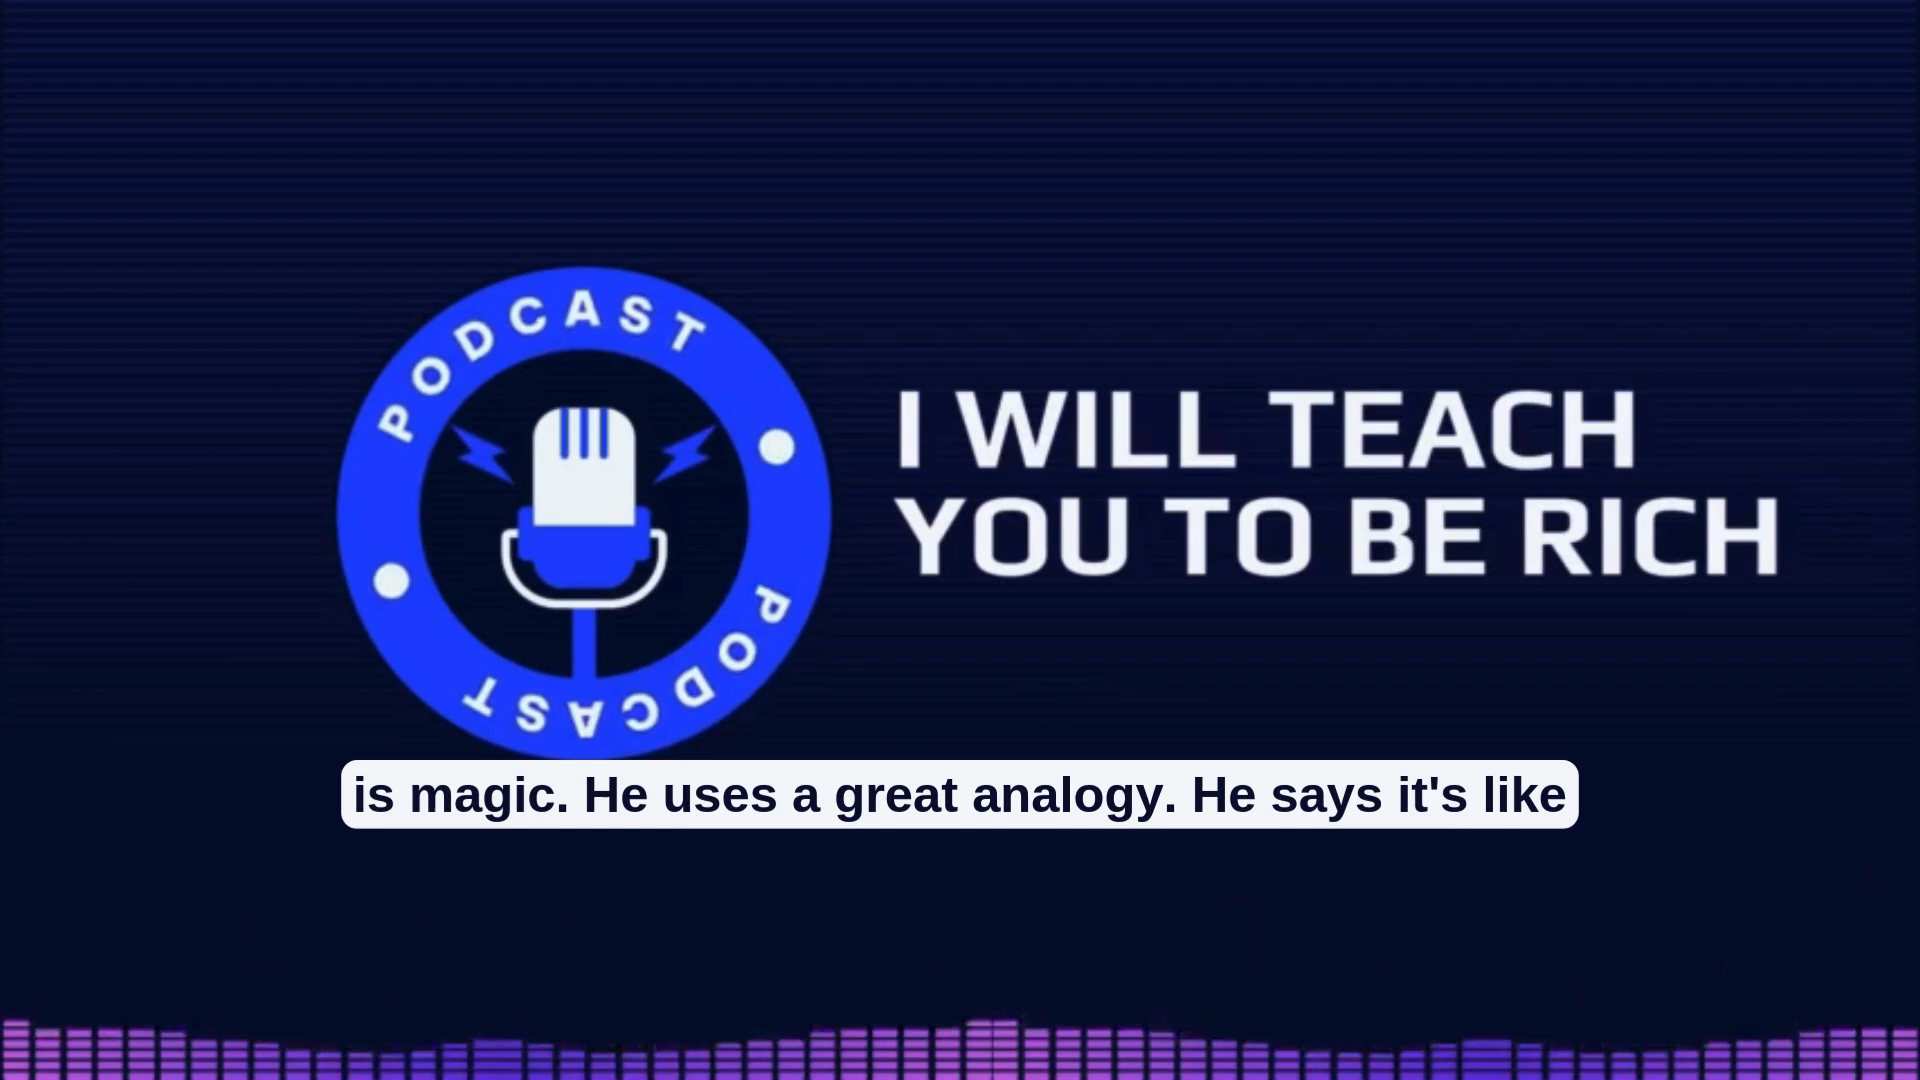 PODCAST
I WILL TEACH
YOU TO BE RICH
PODCAST
is magic. He uses a great analogy. He says it's like